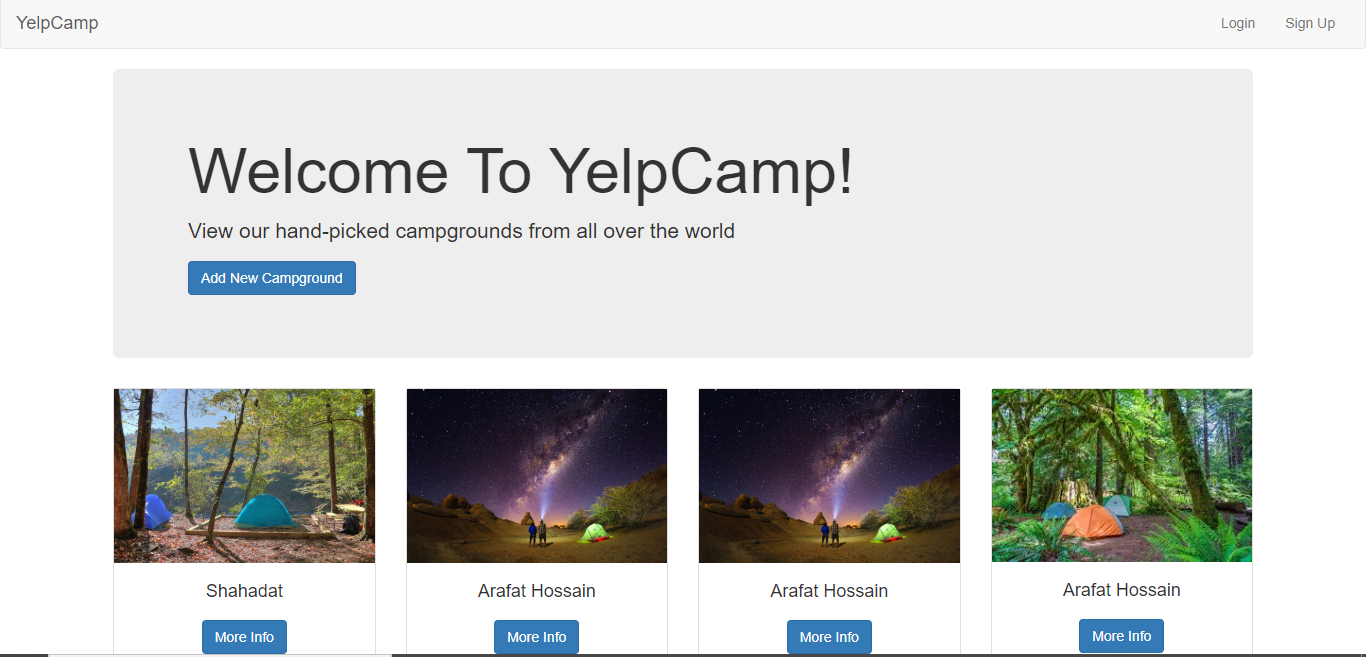 YelpCamp Login Sign Up
Welcome To YelpCamp!
View our hand-picked campgrounds from all over the world
Add New Campground
Shahadat Arafat Hossain Arafat Hossain Arafat Hossain
More Info More Info More Info More Info